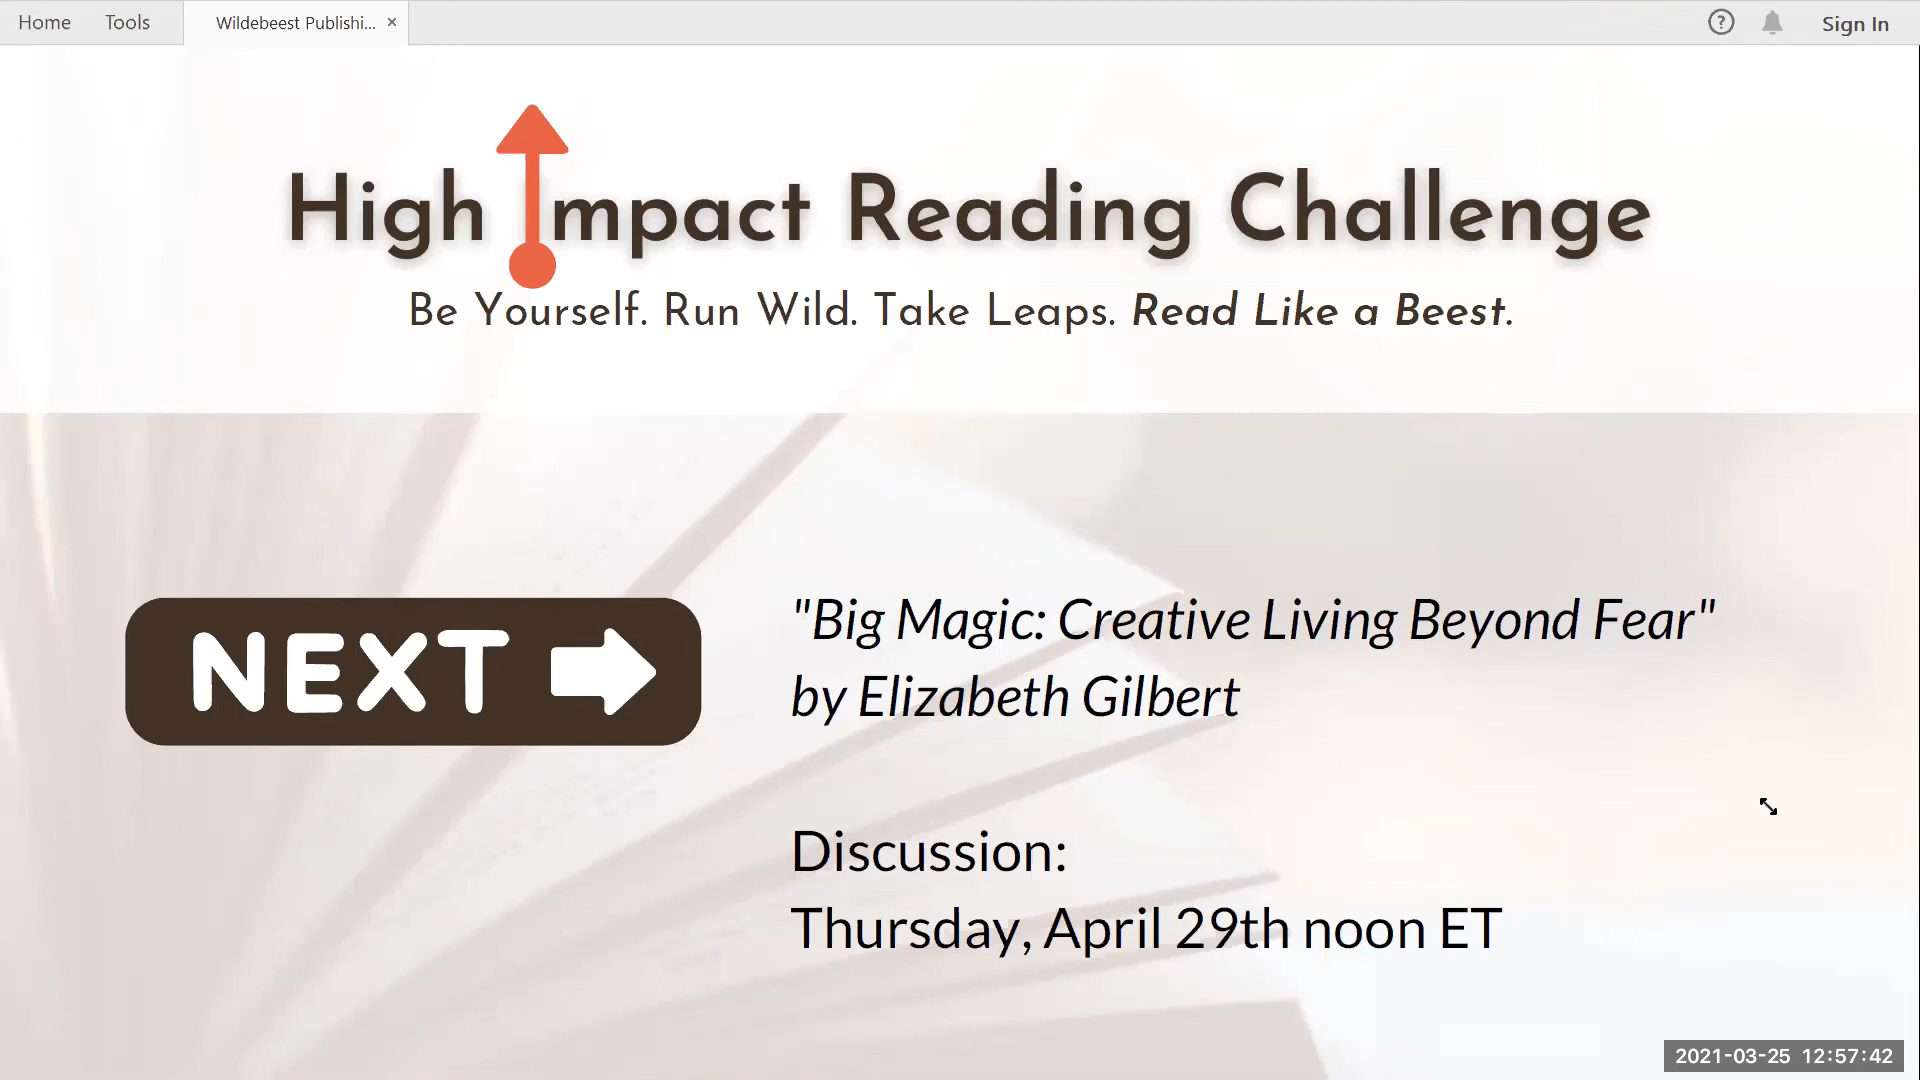 Home Tools Wildebeest Publishi... × ? Sign In
High Impact Reading Challenge
Be Yourself. Run Wild. Take Leaps. Read Like a Beest.
NEXT
"Big Magic: Creative Living Beyond Fear"
by Elizabeth Gilbert
Discussion:
Thursday, April 29th noon ET
2021-03-25 12:57:42